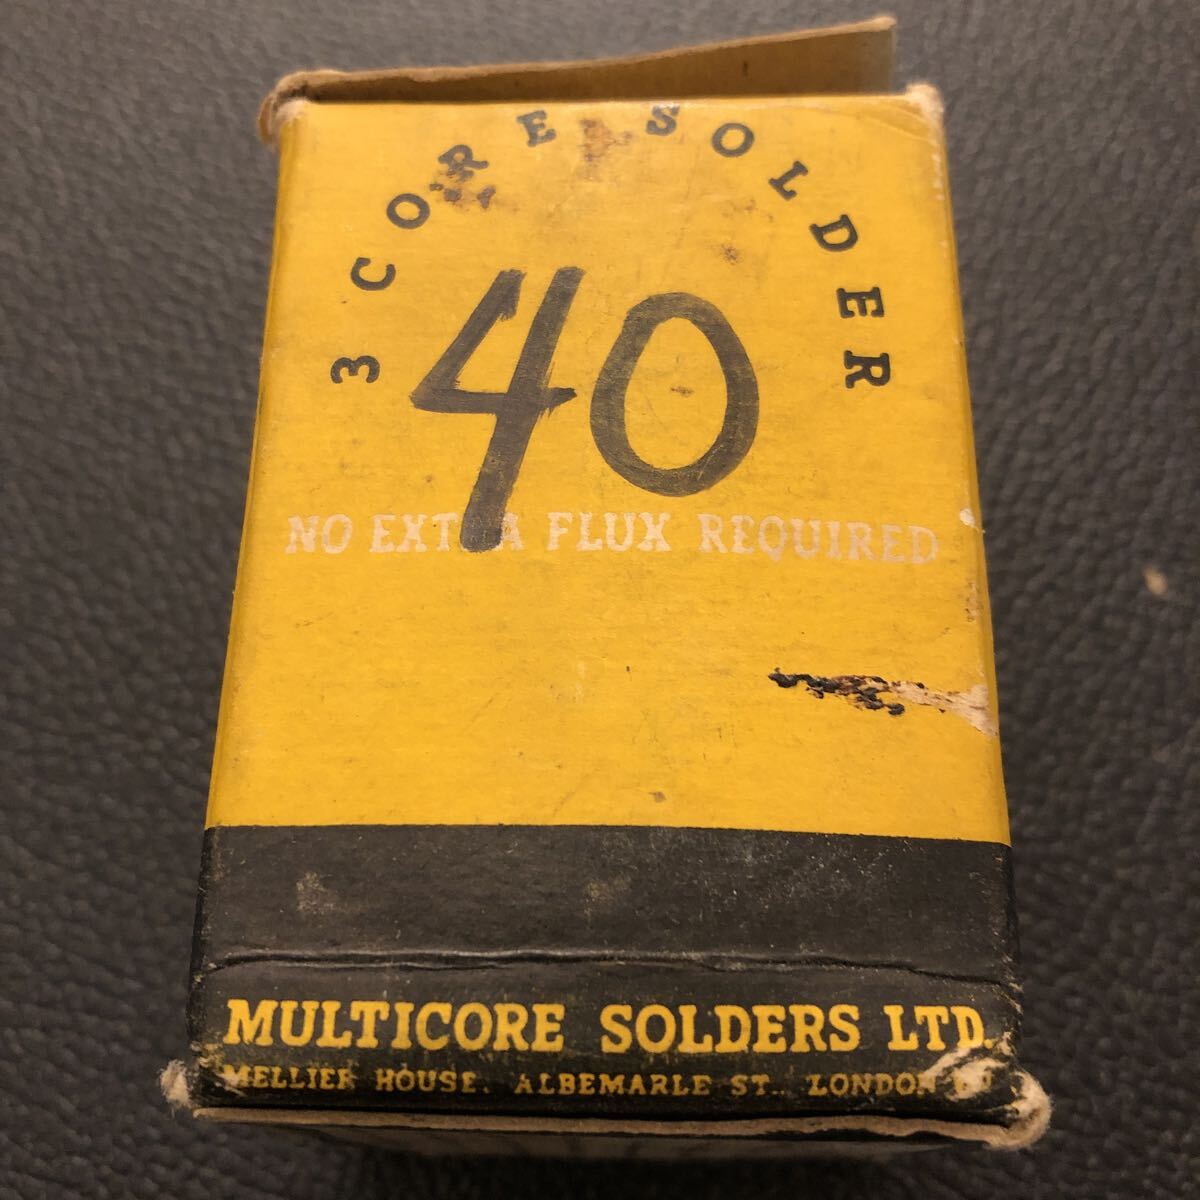 3 CORE SOLDER
40
NO EXTRA FLUX REQUIRED
MULTICORE SOLDERS LTD.
MELLIER HOUSE. ALBEMARLE ST., LONDON